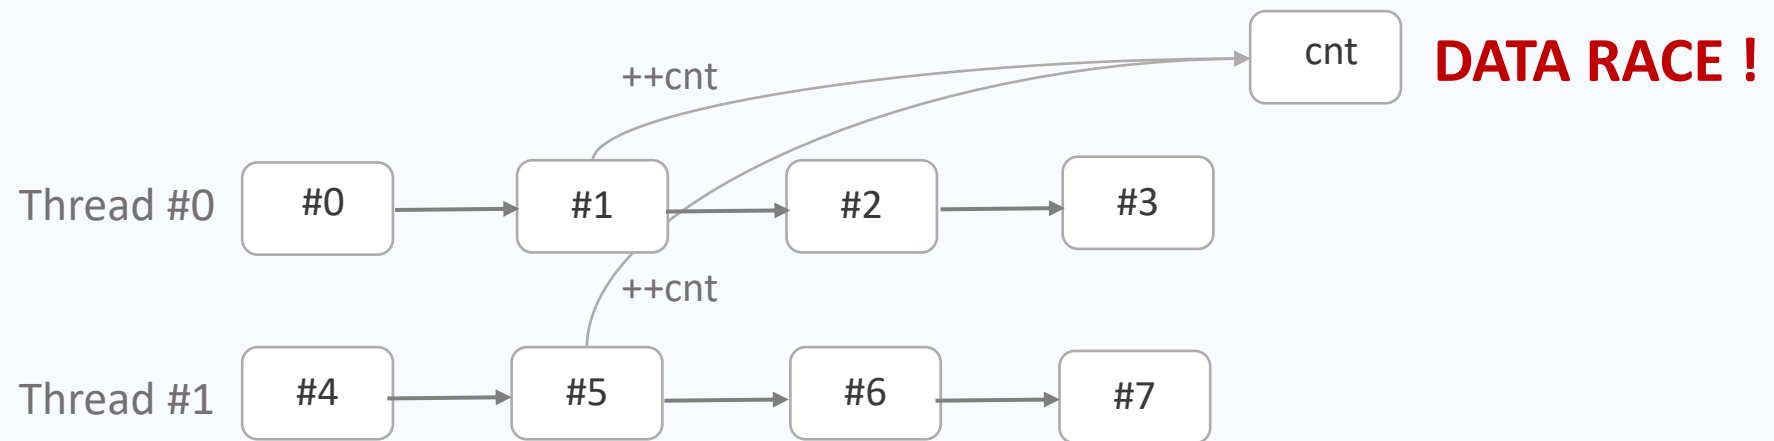 cnt
DATA RACE !
++cnt
Thread #0
#0
#1
#2
#3
++cnt
Thread #1
#4
#5
#6
#7